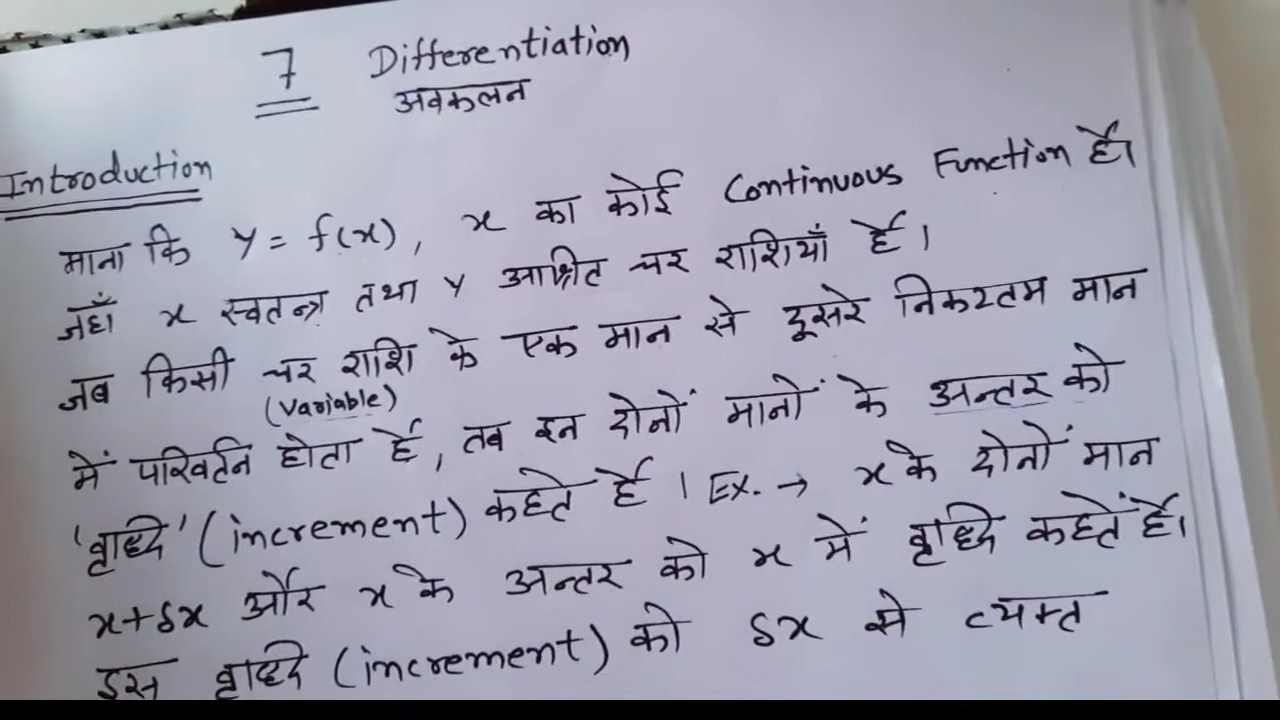 7 Differentiation
अवकलन
Introduction
माना कि y = f(x), x का कोई Continuous Function है।
जहाँ x स्वतन्त्र तथा y आश्रित चर राशियाँ हैं।
जब किसी चर राशि के एक मान से दूसरे निकटतम मान
(Variable)
में परिवर्तन होता है, तब इन दोनों मानों के अन्तर को
'वृद्धि' (increment) कहते हैं। Ex. → x के दोनों मान
x+δx और x के अन्तर को x में वृद्धि कहतें हैं।
इस वृद्धि (increment) को δx से व्यक्त